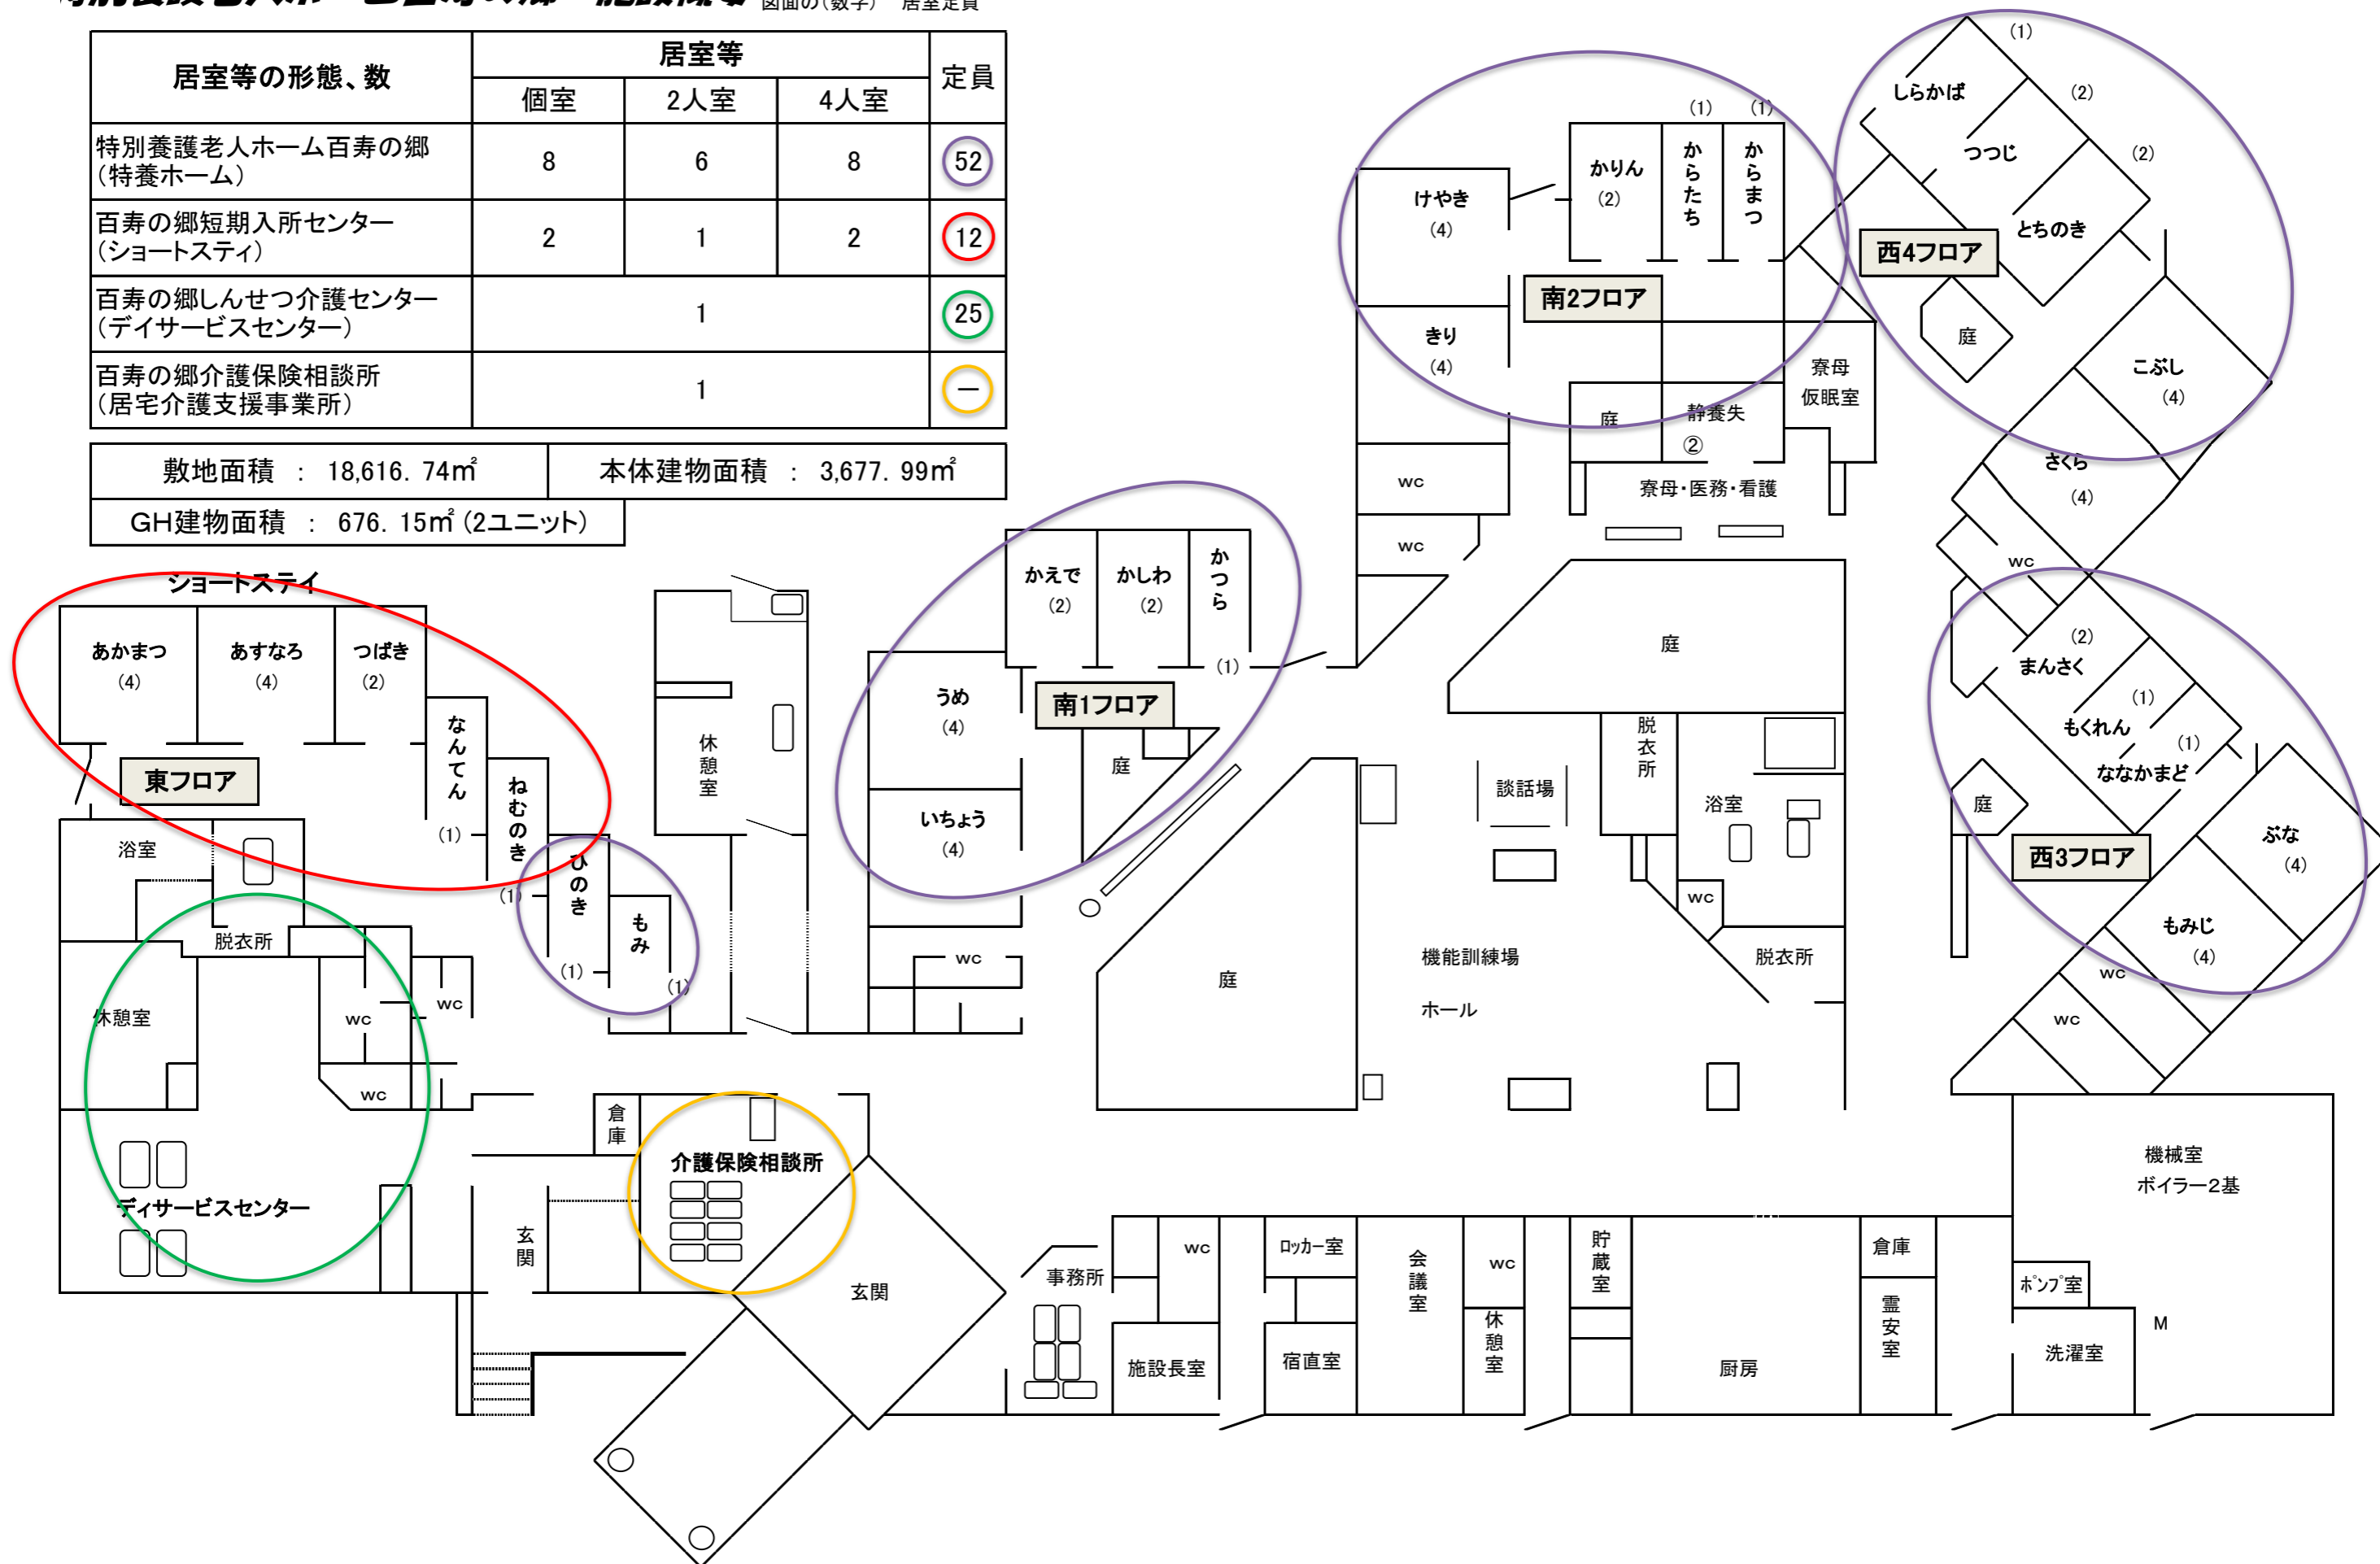 図面の(数字) 居室定員
居室等の形態、数
居室等
定員
個室
2人室
4人室
特別養護老人ホーム百寿の郷
(特養ホーム)
8
6
8
52
百寿の郷短期入所センター
(ショートスティ)
2
1
2
12
百寿の郷しんせつ介護センター
(デイサービスセンター)
1
25
百寿の郷介護保険相談所
(居宅介護支援事業所)
1
―
敷地面積 : 18,616.74㎡
本体建物面積 : 3,677.99㎡
GH建物面積 : 676.15㎡(2ユニット)
ショートステイ
あかまつ
(4)
あすなろ
(4)
つばき
(2)
なんてん
(1)
ねむのき
(1)
ひのき
(1)
もみ
(1)
東フロア
浴室
脱衣所
休憩室
wc
wc
wc
ディサービスセンター
休憩室
倉庫
介護保険相談所
玄関
玄関
かえで
(2)
かしわ
(2)
かつら
(1)
うめ
(4)
南1フロア
いちょう
(4)
庭
wc
けやき
(4)
かりん
(2)
からたち
(1)
からまつ
(1)
南2フロア
きり
(4)
庭
静養失
②
寮母
仮眠室
wc
wc
寮母・医務・看護
しらかば
(1)
つつじ
(2)
とちのき
(2)
西4フロア
庭
こぶし
(4)
さくら
(4)
wc
まんさく
(2)
もくれん
(1)
ななかまど
(1)
庭
西3フロア
ぶな
(4)
もみじ
(4)
wc
wc
庭
脱衣所
談話場
浴室
wc
脱衣所
庭
機能訓練場
ホール
事務所
wc
施設長室
ロッカー室
宿直室
会議室
wc
休憩室
貯蔵室
厨房
倉庫
霊安室
機械室
ボイラー2基
ポンプ室
洗濯室
M